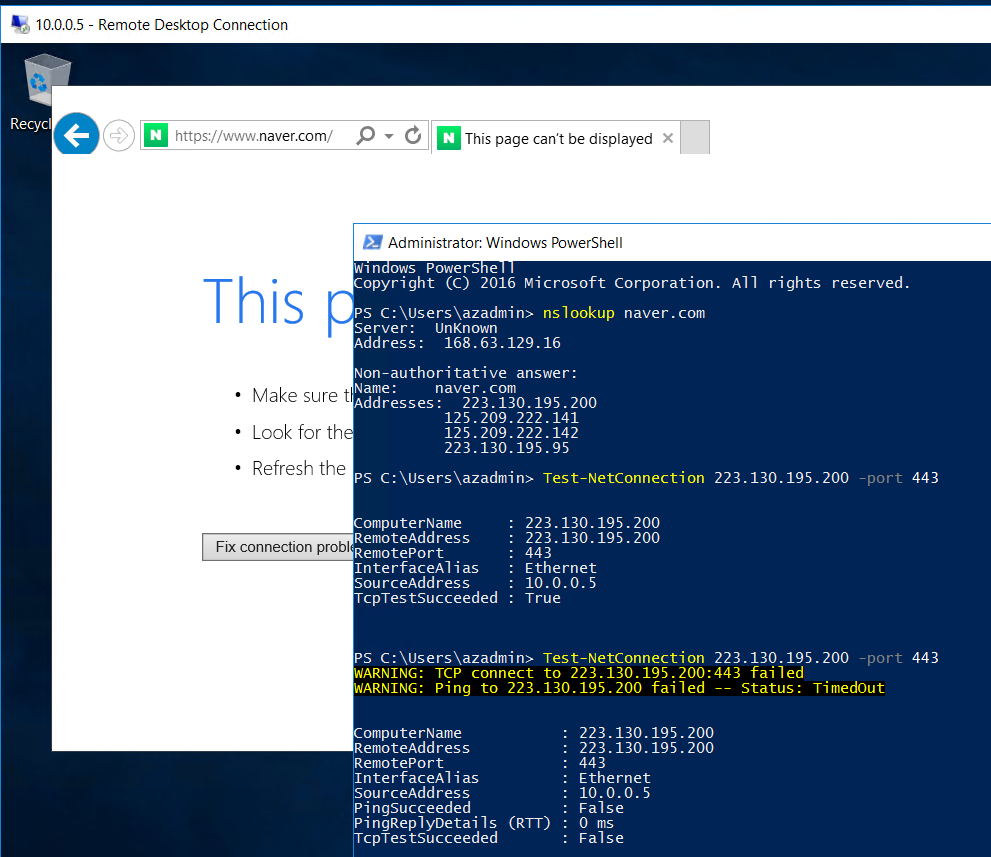 10.0.0.5 - Remote Desktop Connection
Recycl
N https://www.naver.com/
N This page can't be displayed
This p
Make sure th
Look for the
Refresh the
Fix connection proble
Administrator: Windows PowerShell
Windows PowerShell
Copyright (C) 2016 Microsoft Corporation. All rights reserved.
PS C:\Users\azadmin> nslookup naver.com
Server:  UnKnown
Address:  168.63.129.16
Non-authoritative answer:
Name:    naver.com
Addresses:  223.130.195.200
125.209.222.141
125.209.222.142
223.130.195.95
PS C:\Users\azadmin> Test-NetConnection 223.130.195.200 -port 443
ComputerName     : 223.130.195.200
RemoteAddress    : 223.130.195.200
RemotePort       : 443
InterfaceAlias   : Ethernet
SourceAddress    : 10.0.0.5
TcpTestSucceeded : True
PS C:\Users\azadmin> Test-NetConnection 223.130.195.200 -port 443
WARNING: TCP connect to 223.130.195.200:443 failed
WARNING: Ping to 223.130.195.200 failed -- Status: TimedOut
ComputerName           : 223.130.195.200
RemoteAddress          : 223.130.195.200
RemotePort             : 443
InterfaceAlias         : Ethernet
SourceAddress          : 10.0.0.5
PingSucceeded          : False
PingReplyDetails (RTT) : 0 ms
TcpTestSucceeded       : False